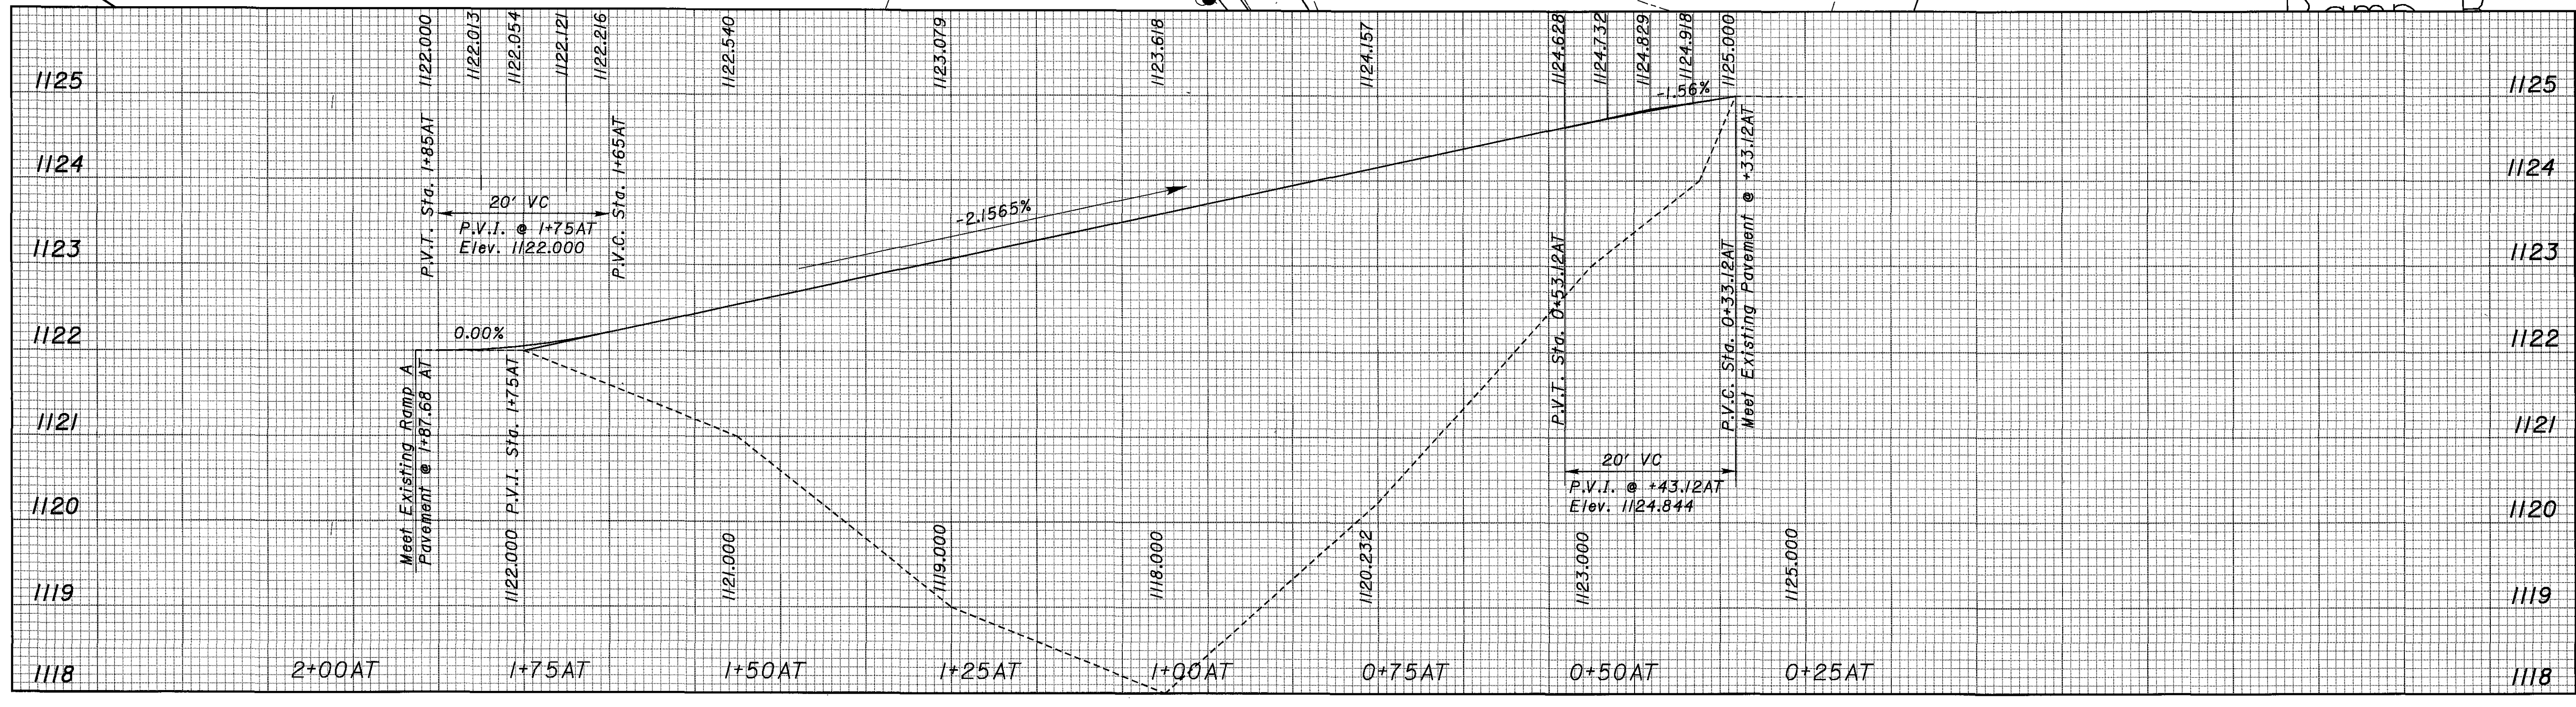 1122.000
1122.013
1122.054
1122.121
1122.216
1122.540
1123.079
1123.618
1124.157
1124.628
1124.732
1124.829
1124.918
1125.000
1125
1125
-1.56%
1124
1124
P.V.T. Sta. 1+85AT
P.V.C. Sta. 1+65AT
20' VC
P.V.I. @ 1+75AT
Elev. 1122.000
-2.1565%
1123
1123
P.V.T. Sta. 0+53.12AT
P.V.C. Sta. 0+33.12AT
Meet Existing Pavement @ +33.12AT
0.00%
1122
1122
Meet Existing Ramp A
Pavement @ 1+87.68 AT
1122.000 P.V.I. Sta. 1+75AT
1121
1121
20' VC
P.V.I. @ +43.12AT
Elev. 1124.844
1120
1120
1121.000
1119.000
1118.000
1120.232
1123.000
1125.000
1119
1119
1118
2+00AT
1+75AT
1+50AT
1+25AT
1+00AT
0+75AT
0+50AT
0+25AT
1118